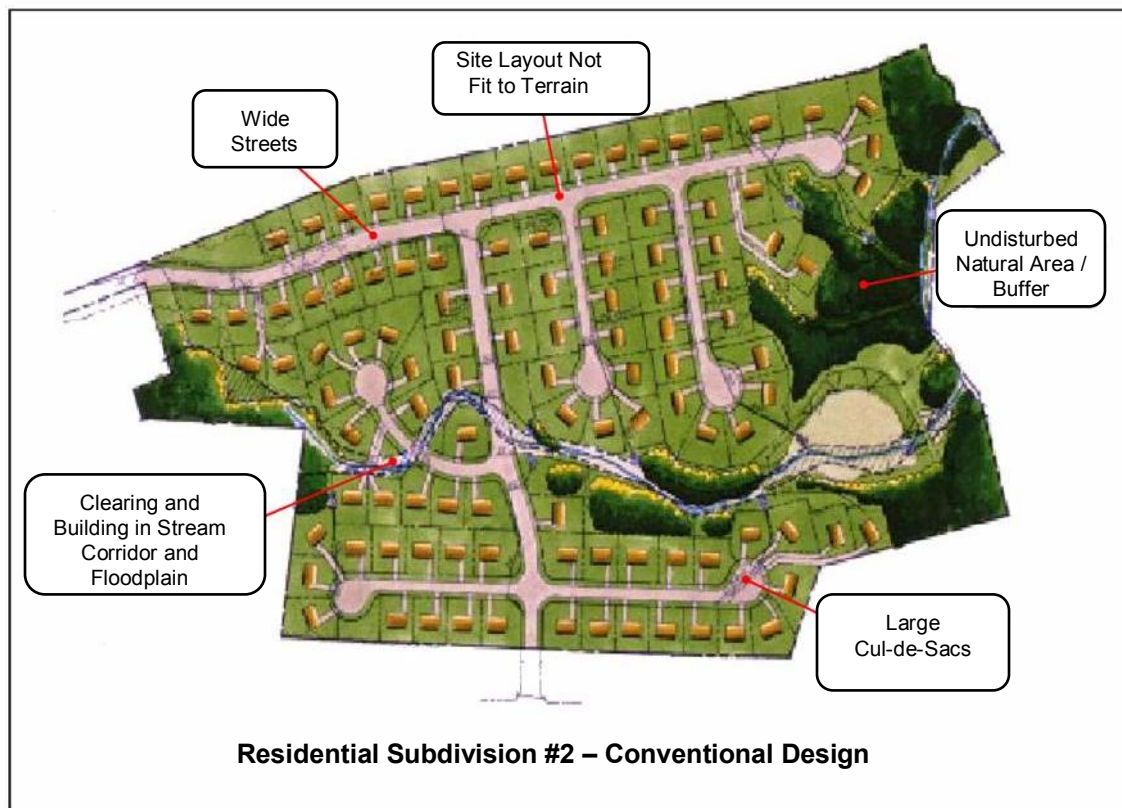 Site Layout Not
Fit to Terrain
Wide
Streets
Undisturbed
Natural Area /
Buffer
Clearing and
Building in Stream
Corridor and
Floodplain
Large
Cul-de-Sacs
Residential Subdivision #2 – Conventional Design